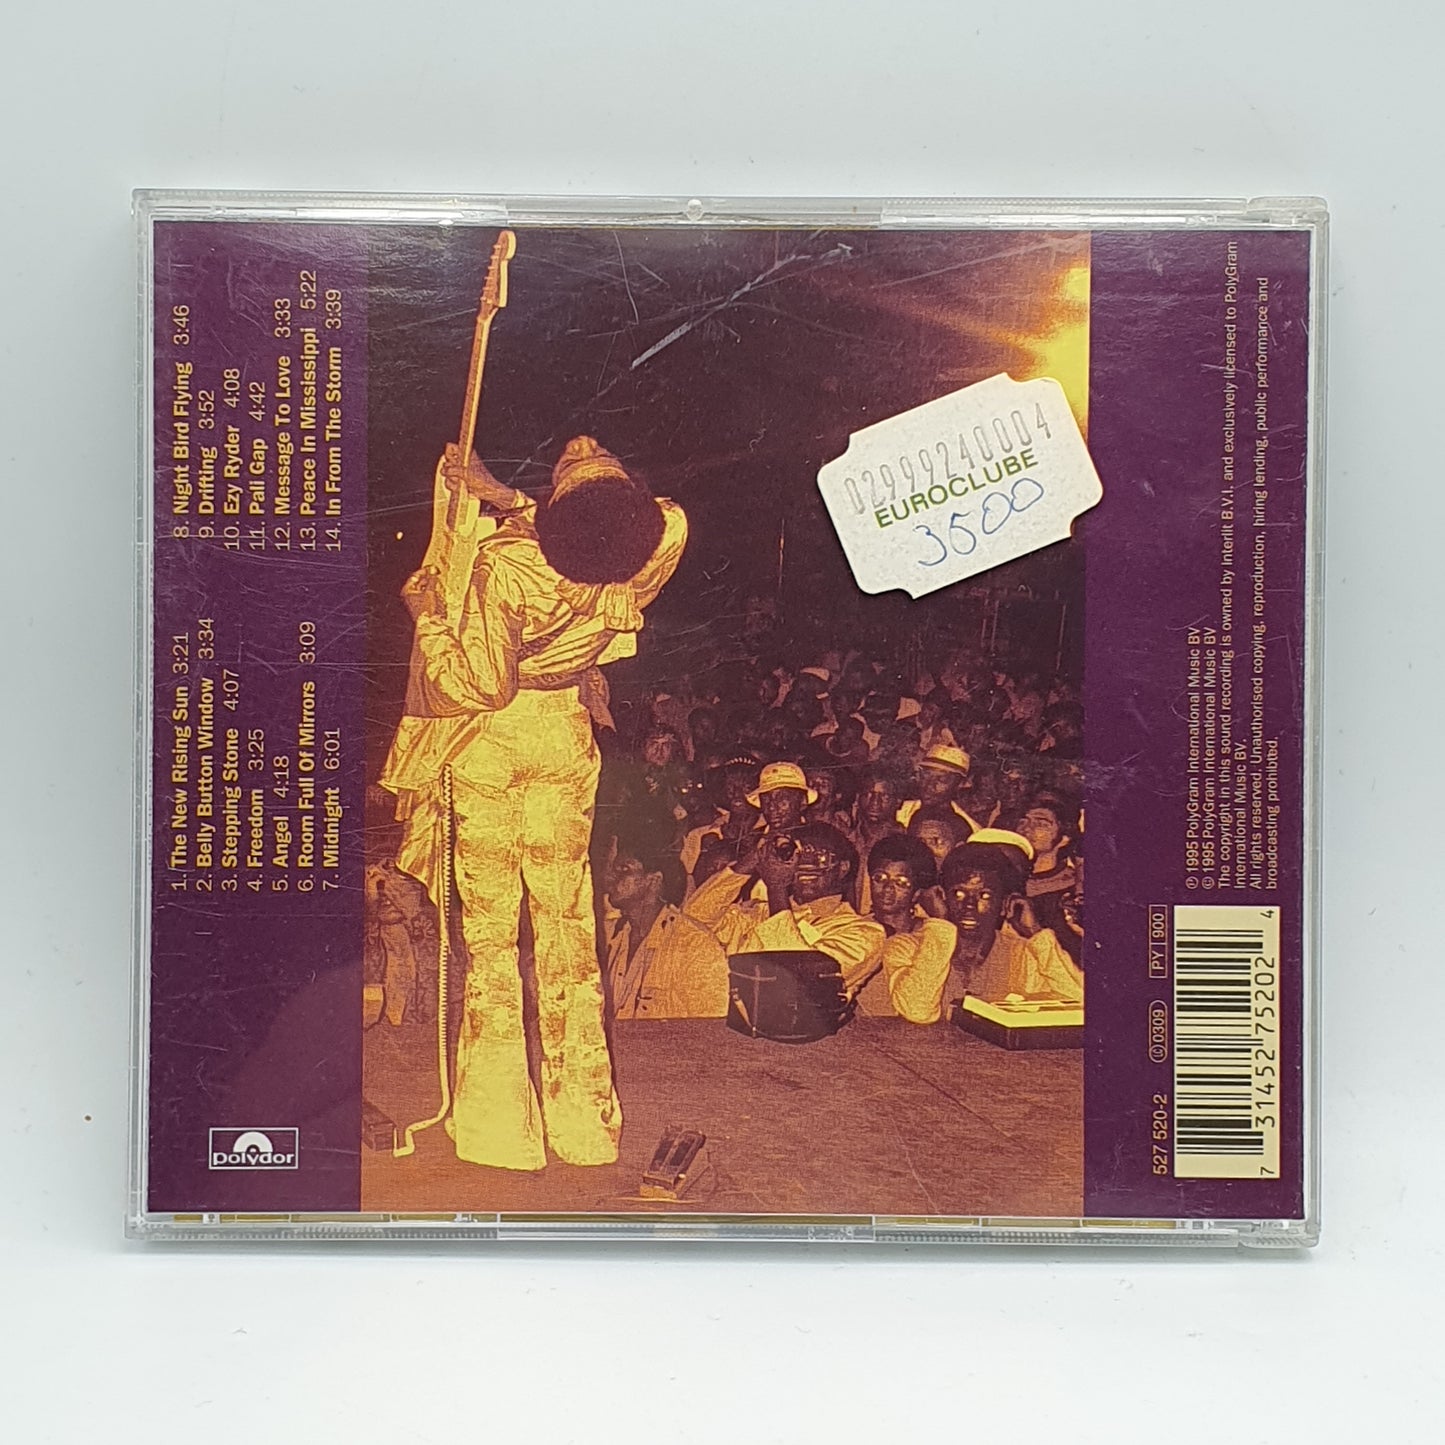 1. The New Rising Sun 3:21
2. Belly Button Window 3:34
3. Stepping Stone 4:07
4. Freedom 3:25
5. Angel 4:18
6. Room Full Of Mirrors 3:09
7. Midnight 6:01
8. Night Bird Flying 3:46
9. Drifting 3:52
10. Ezy Ryder 4:08
11. Pali Gap 4:42
12. Message To Love 3:33
13. Peace In Mississippi 5:22
14. In From The Storm 3:39
polydor
02999240004
EUROCLUBE
3500
℗ 1995 PolyGram International Music BV
© 1995 PolyGram International Music BV
The copyright in this sound recording is owned by Interlit B.V.I. and exclusively licensed to PolyGram
International Music BV.
All rights reserved. Unauthorised copying, reproduction, hiring lending, public performance and
broadcasting prohibited.
527 520-2
LC 0309
PY 900
7 31452 75202 4